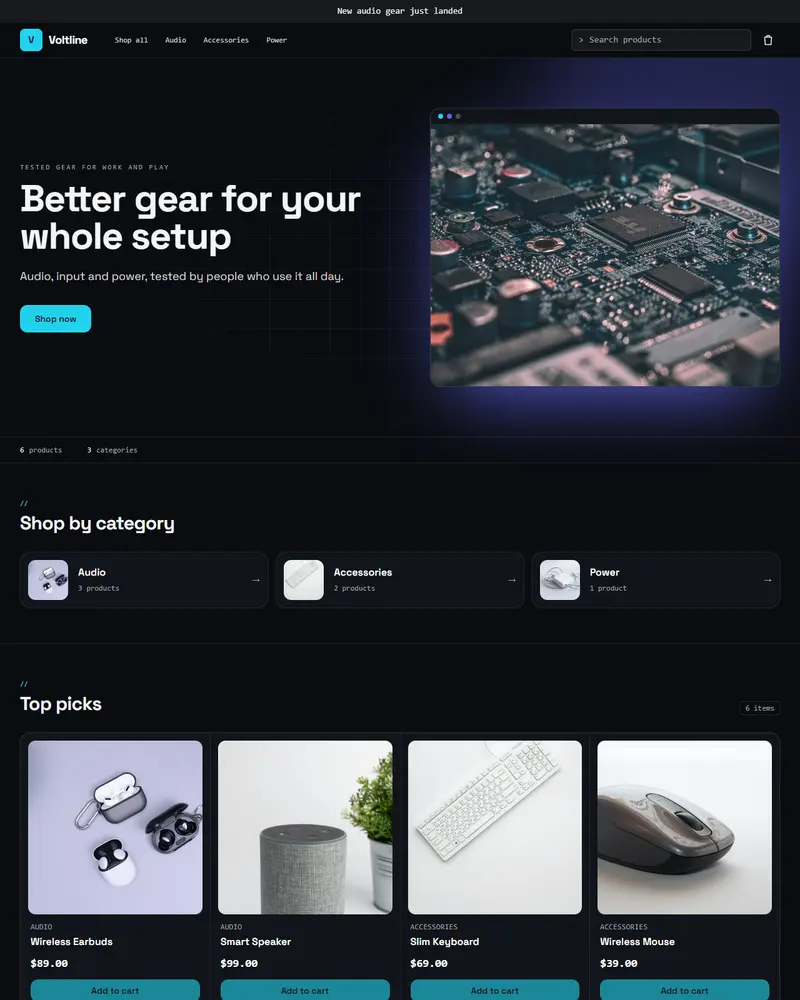 New audio gear just landed
V
Voltline
Shop all
Audio
Accessories
Power
Search products
TESTED GEAR FOR WORK AND PLAY
Better gear for your
whole setup
Audio, input and power, tested by people who use it all day.
Shop now
6 products
3 categories
//
Shop by category
Audio
3 products
→
Accessories
2 products
→
Power
1 product
→
//
Top picks
6 items
AUDIO
Wireless Earbuds
$89.00
Add to cart
AUDIO
Smart Speaker
$99.00
Add to cart
ACCESSORIES
Slim Keyboard
$69.00
Add to cart
ACCESSORIES
Wireless Mouse
$39.00
Add to cart